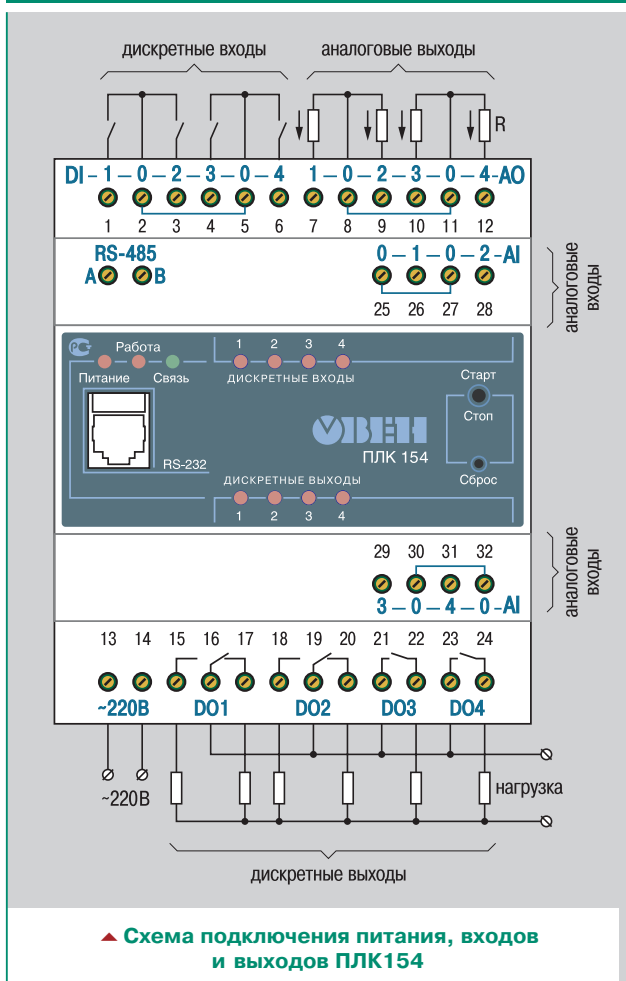 дискретные входы аналоговые выходы
R
DI – 1 – 0 – 2 – 3 – 0 – 4 1 – 0 – 2 – 3 – 0 – 4 – AO
1 2 3 4 5 6 7 8 9 10 11 12
RS-485 0 – 1 – 0 – 2 – AI
A B
25 26 27 28
аналоговые
входы
РС
Работа
Питание Связь
1 2 3 4
ДИСКРЕТНЫЕ ВХОДЫ
Старт
Стоп
ОВЕН
ПЛК 154
RS-232
Сброс
ДИСКРЕТНЫЕ ВЫХОДЫ
1 2 3 4
29 30 31 32
3 – 0 – 4 – 0 – AI
аналоговые
входы
13 14 15 16 17 18 19 20 21 22 23 24
~220В DO1 DO2 DO3 DO4
~220В
нагрузка
дискретные выходы
Схема подключения питания, входов
и выходов ПЛК154